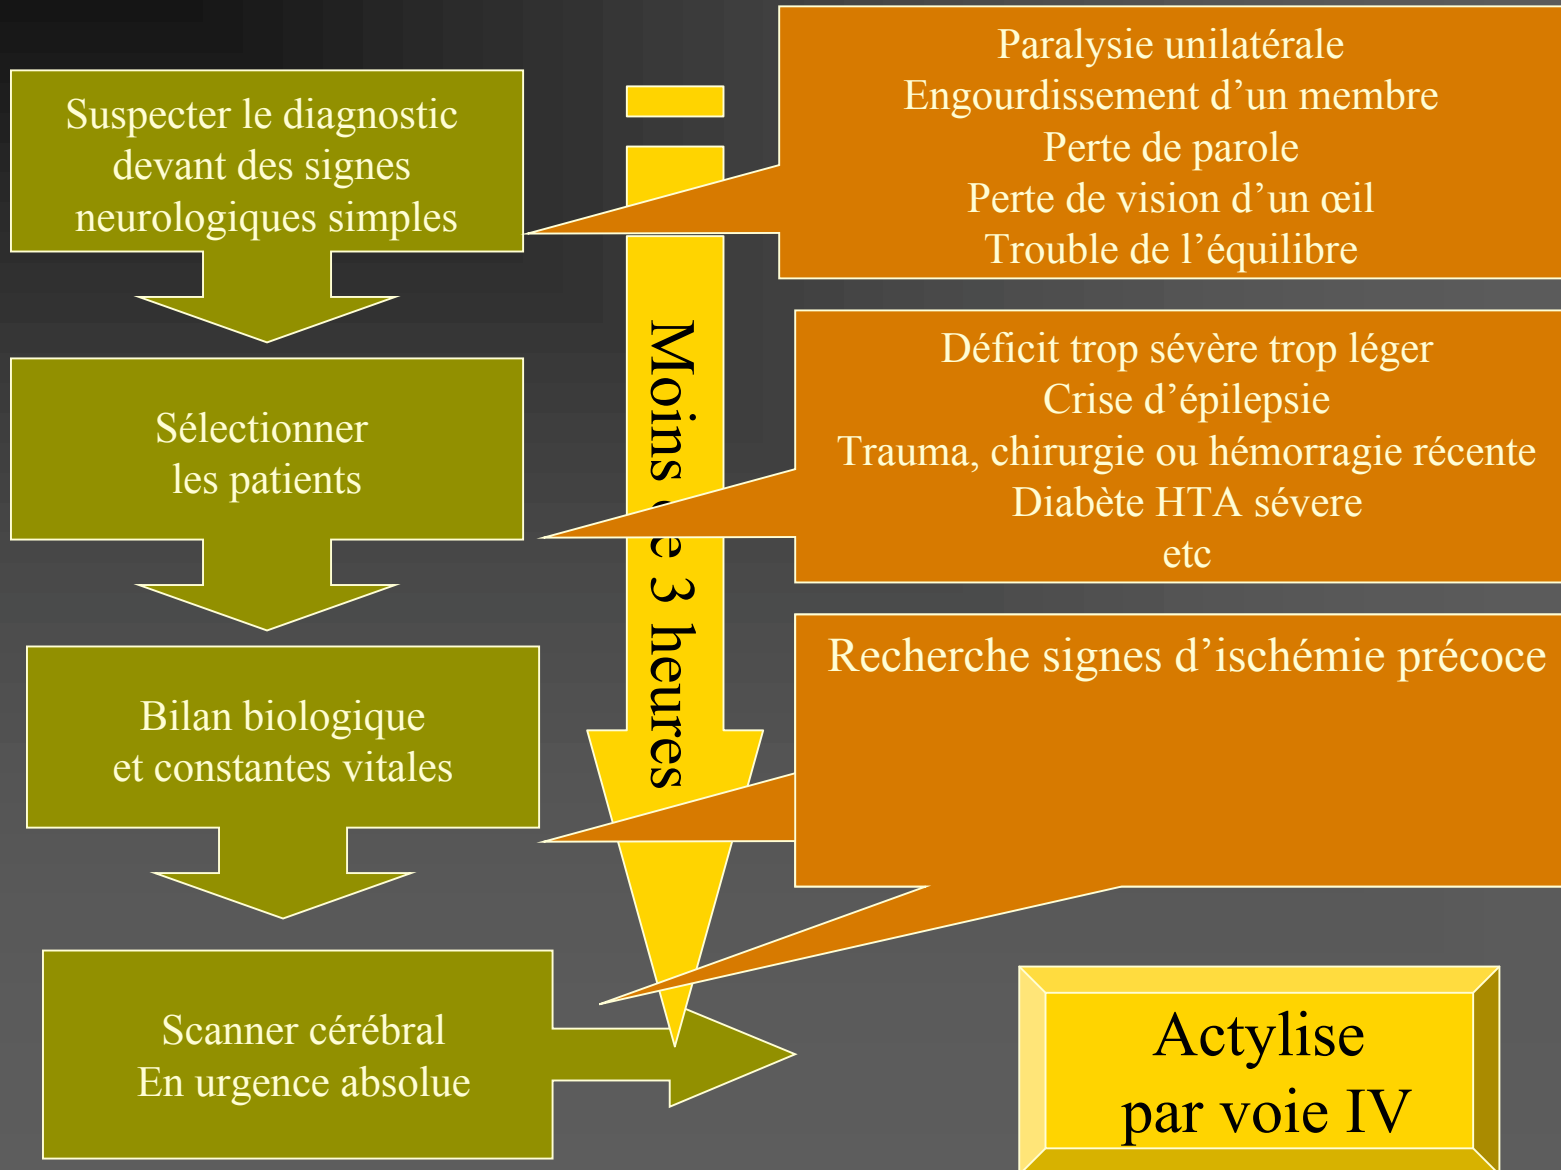 Suspecter le diagnostic
devant des signes
neurologiques simples
Paralysie unilatérale
Engourdissement d’un membre
Perte de parole
Perte de vision d’un œil
Trouble de l’équilibre
Sélectionner
les patients
Déficit trop sévère trop léger
Crise d’épilepsie
Trauma, chirurgie ou hémorragie récente
Diabète HTA sévere
etc
Moins de 3 heures
Bilan biologique
et constantes vitales
Recherche signes d’ischémie précoce
Scanner cérébral
En urgence absolue
Actylise
par voie IV